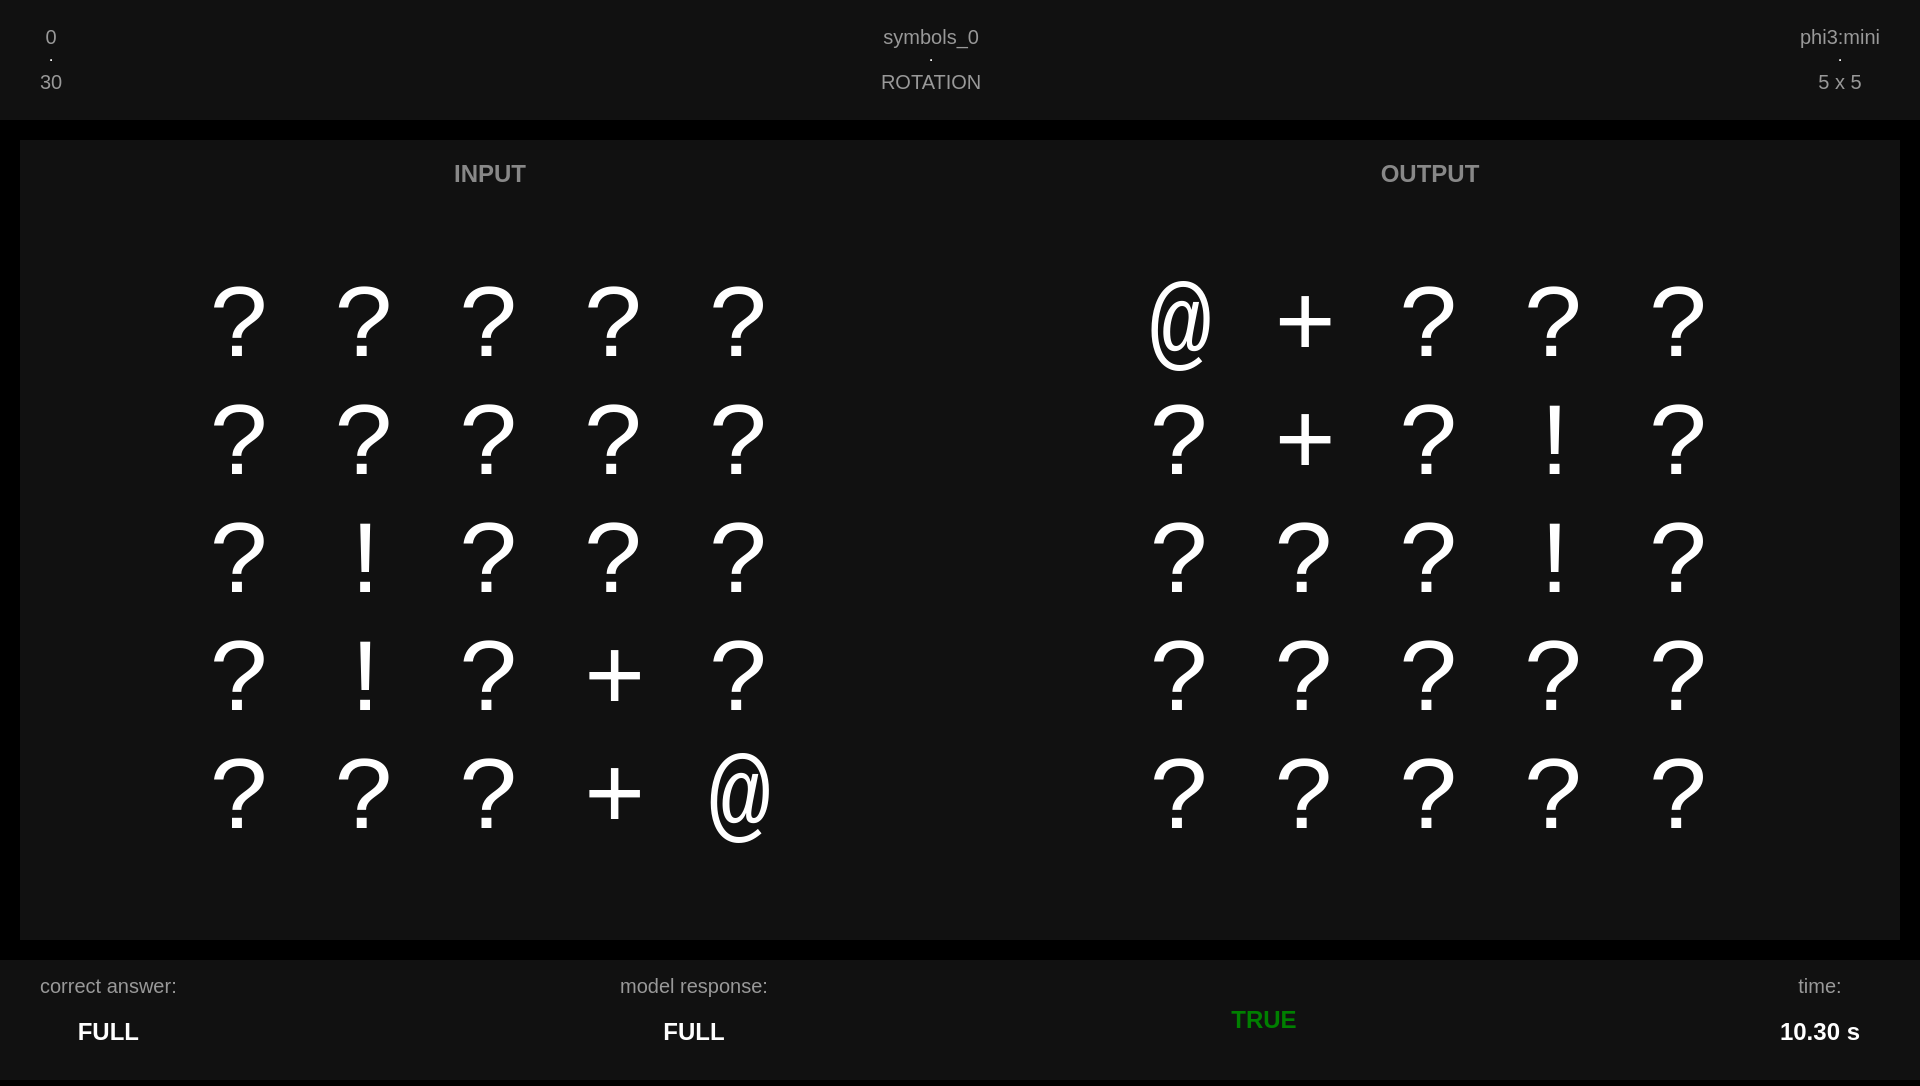 0 symbols_0 phi3:mini
· · ·
30 ROTATION 5 x 5
INPUT OUTPUT
? ? ? ? ? @ + ? ? ?
? ? ? ? ? ? + ? ! ?
? ! ? ? ? ? ? ? ! ?
? ! ? + ? ? ? ? ? ?
? ? ? + @ ? ? ? ? ?
correct answer: model response: time:
FULL FULL TRUE 10.30 s